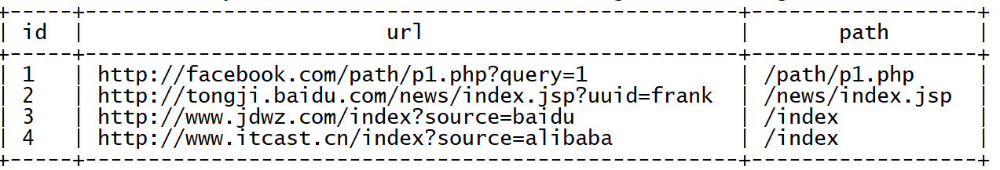 +-----+----------------------------------------------------+------------------+
| id | url | path |
+-----+----------------------------------------------------+------------------+
| 1 | http://facebook.com/path/p1.php?query=1 | /path/p1.php |
| 2 | http://tongji.baidu.com/news/index.jsp?uuid=frank | /news/index.jsp |
| 3 | http://www.jdwz.com/index?source=baidu | /index |
| 4 | http://www.itcast.cn/index?source=alibaba | /index |
+-----+----------------------------------------------------+------------------+